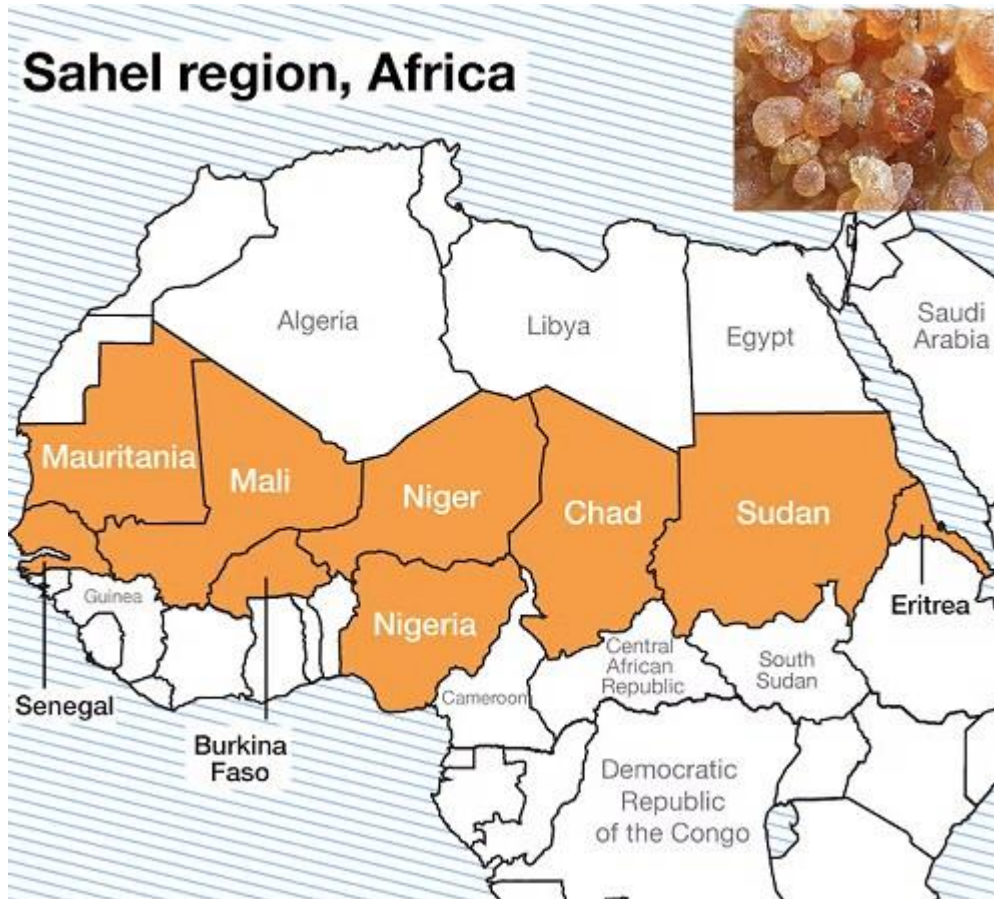 Sahel region, Africa
Algeria
Libya
Egypt
Saudi
Arabia
Mauritania
Mali
Niger
Chad
Sudan
Eritrea
Guinea
Nigeria
Senegal
Burkina
Faso
Cameroon
Central
African
Republic
South
Sudan
Democratic
Republic
of the Congo